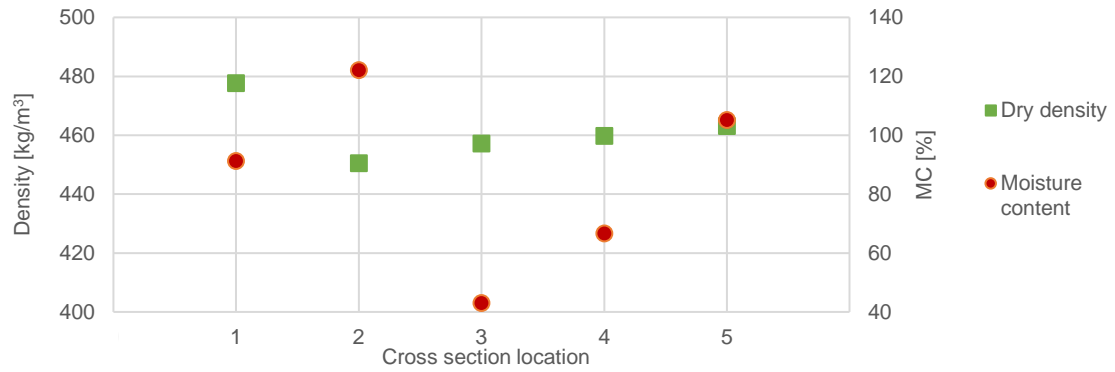 500
480
460
440
420
400
Density [kg/m³]
140
120
100
80
60
40
MC [%]
1 2 3 4 5
Cross section location
Dry density
Moisture
content